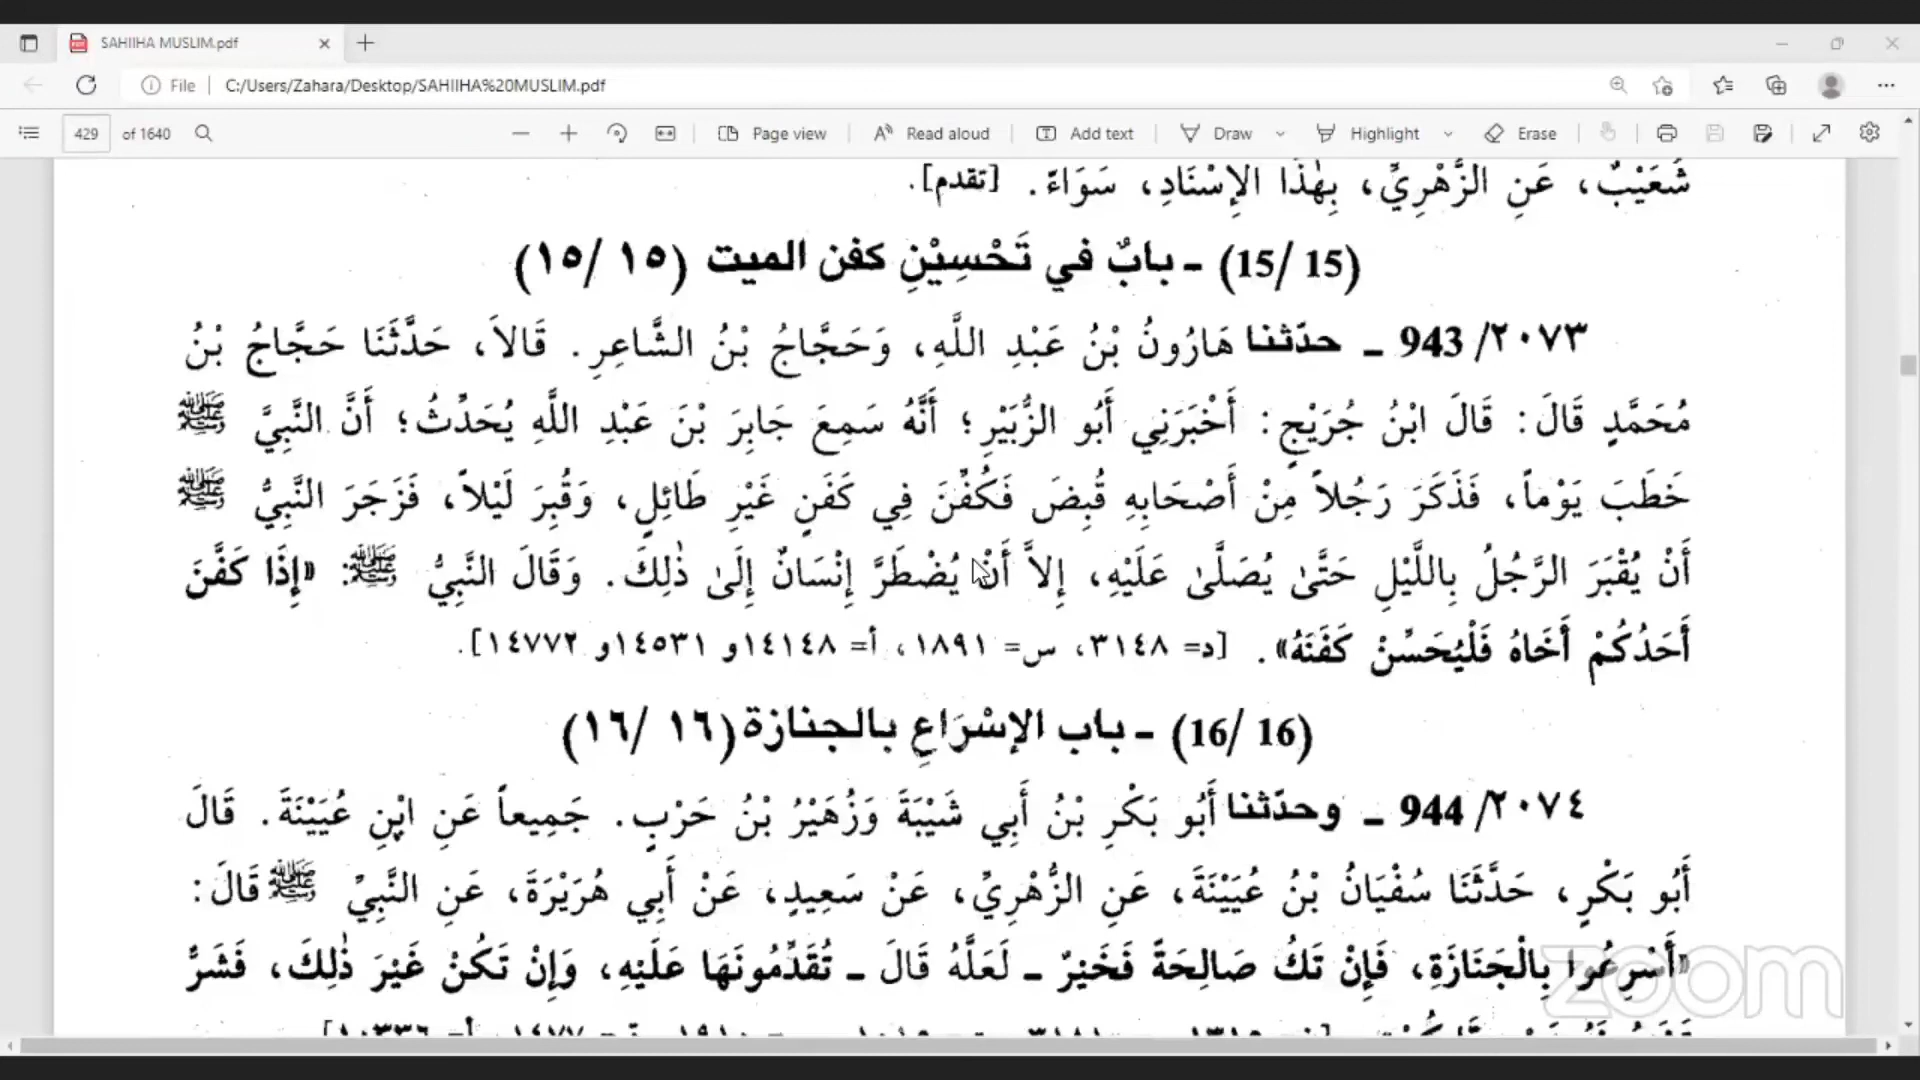 SAHIIHA MUSLIM.pdf
File C:/Users/Zahara/Desktop/SAHIIHA%20MUSLIM.pdf
429 of 1640 Page view Read aloud Add text Draw Highlight Erase
شُعَيْبٌ، عَنِ الزُّهْرِيِّ، بِهٰذَا الإِسْنَادِ، سَوَاءً. [تقدم].
(15/ 15) ـ بابٌ في تَحْسِيْنِ كفن الميت (١٥/ ١٥)
٢٠٧٣/ 943 ـ حدّثنا هَارُونُ بْنُ عَبْدِ اللَّهِ، وَحَجَّاجُ بْنُ الشَّاعِرِ. قَالاَ، حَدَّثَنَا حَجَّاجُ بْنُ
مُحَمَّدٍ قَالَ: قَالَ ابْنُ جُرَيْجٍ: أَخْبَرَنِي أَبُو الزُّبَيْرِ؛ أَنَّهُ سَمِعَ جَابِرَ بْنَ عَبْدِ اللَّهِ يُحَدِّثُ؛ أَنَّ النَّبِيَّ ﷺ
خَطَبَ يَوْماً، فَذَكَرَ رَجُلاً مِنْ أَصْحَابِهِ قُبِضَ فَكُفِّنَ فِي كَفَنٍ غَيْرِ طَائِلٍ، وَقُبِرَ لَيْلاً، فَزَجَرَ النَّبِيُّ ﷺ
أَنْ يُقْبَرَ الرَّجُلُ بِاللَّيْلِ حَتَّىٰ يُصَلَّىٰ عَلَيْهِ، إِلاَّ أَنْ يُضْطَرَّ إِنْسَانٌ إِلَىٰ ذٰلِكَ. وَقَالَ النَّبِيُّ ﷺ: «إِذَا كَفَّنَ
أَحَدُكُمْ أَخَاهُ فَلْيُحَسِّنْ كَفَنَهُ». [د= ٣١٤٨، س= ١٨٩١، أ= ١٤١٤٨و ١٤٥٣١و ١٤٧٧٢].
(16/ 16) ـ باب الإسْرَاعِ بالجنازة (١٦/ ١٦)
٢٠٧٤/ 944 ـ وحدّثنا أَبُو بَكْرِ بْنُ أَبِي شَيْبَةَ وَزُهَيْرُ بْنُ حَرْبٍ. جَمِيعاً عَنِ ابْنِ عُيَيْنَةَ. قَالَ
أَبُو بَكْرٍ، حَدَّثَنَا سُفْيَانُ بْنُ عُيَيْنَةَ، عَنِ الزُّهْرِيِّ، عَنْ سَعِيدٍ، عَنْ أَبِي هُرَيْرَةَ، عَنِ النَّبِيِّ ﷺ قَالَ:
«أَسْرِعُوا بِالْجَنَازَةِ، فَإِنْ تَكُ صَالِحَةً فَخَيْرٌ ـ لَعَلَّهُ قَالَ ـ تُقَدِّمُونَهَا عَلَيْهِ، وَإِنْ تَكُنْ غَيْرَ ذٰلِكَ، فَشَرٌّ
zoom